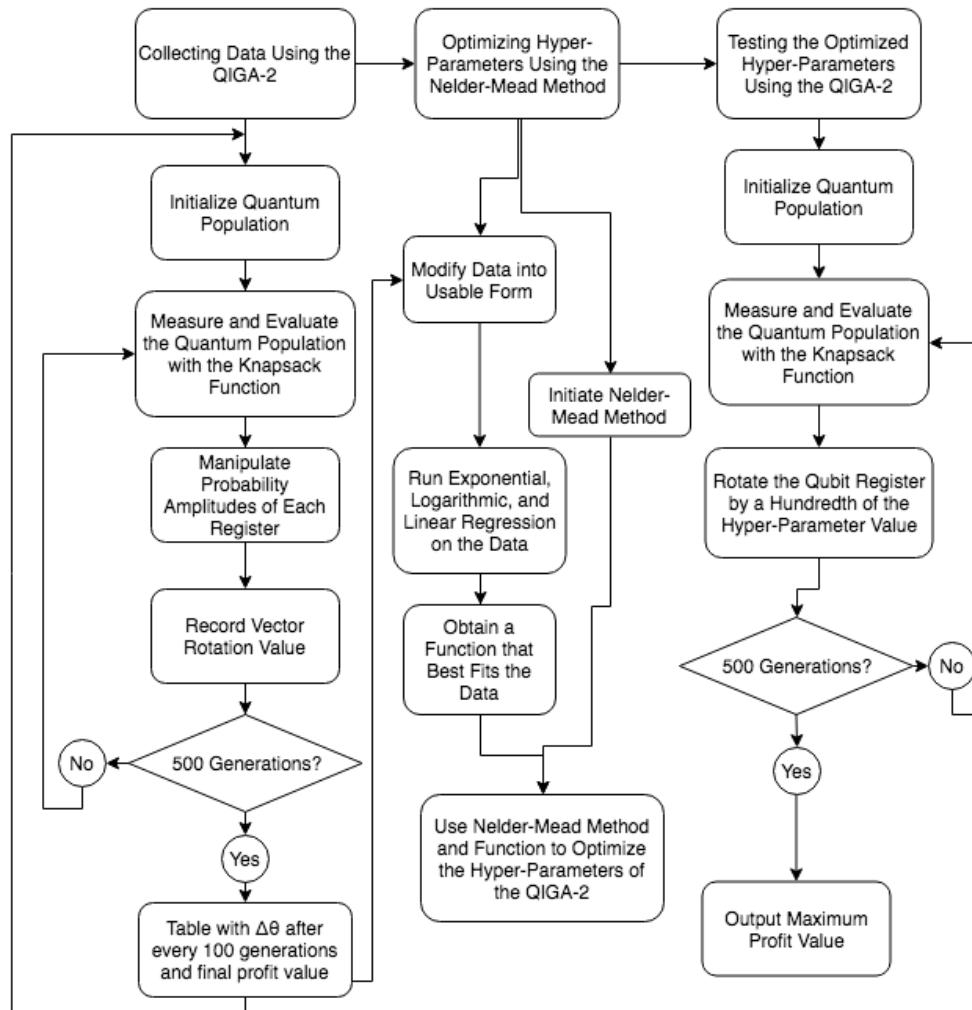 Collecting Data Using the
QIGA-2
Optimizing Hyper-
Parameters Using the
Nelder-Mead Method
Testing the Optimized
Hyper-Parameters
Using the QIGA-2
Initialize Quantum
Population
Measure and Evaluate
the Quantum Population
with the Knapsack
Function
Manipulate
Probability
Amplitudes of Each
Register
Record Vector
Rotation Value
500 Generations?
No
Yes
Table with Δθ after
every 100 generations
and final profit value
Modify Data into
Usable Form
Initiate Nelder-
Mead Method
Run Exponential,
Logarithmic, and
Linear Regression
on the Data
Obtain a
Function that
Best Fits the
Data
Use Nelder-Mead Method
and Function to Optimize
the Hyper-Parameters of
the QIGA-2
Initialize Quantum
Population
Measure and Evaluate
the Quantum Population
with the Knapsack
Function
Rotate the Qubit Register
by a Hundredth of the
Hyper-Parameter Value
500 Generations?
No
Yes
Output Maximum
Profit Value